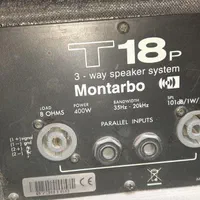 T18P
3 - way speaker system
Montarbo
LOAD POWER BANDWIDTH SPL
8 OHMS 400W 35Hz - 20kHz 101dB/1W/
PARALLEL INPUTS